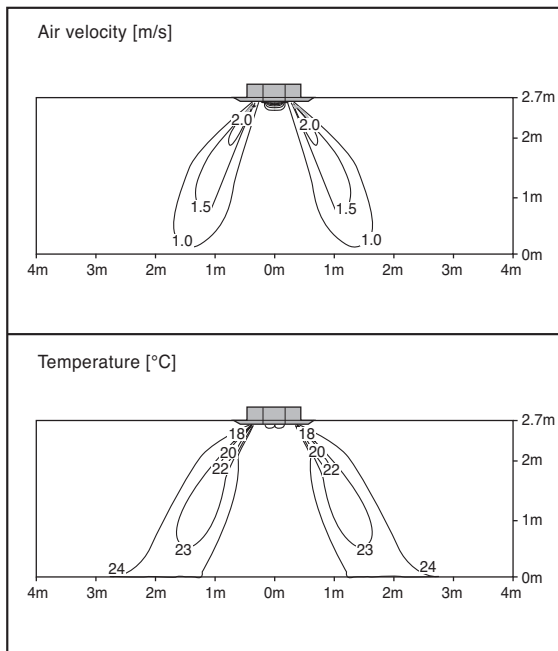 Air velocity [m/s]
2.7m
2.0 2.0
2m
1.5 1.5
1m
1.0 1.0
0m
4m 3m 2m 1m 0m 1m 2m 3m 4m
Temperature [°C]
2.7m
18 18
20 20
2m
22 22
1m
23 23
24 24
0m
4m 3m 2m 1m 0m 1m 2m 3m 4m